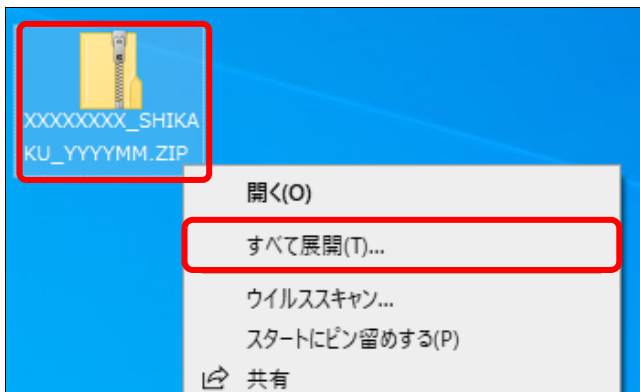 XXXXXXXX_SHIKA
KU_YYYYMM.ZIP
開く(O)
すべて展開(T)...
ウイルススキャン...
スタートにピン留めする(P)
共有